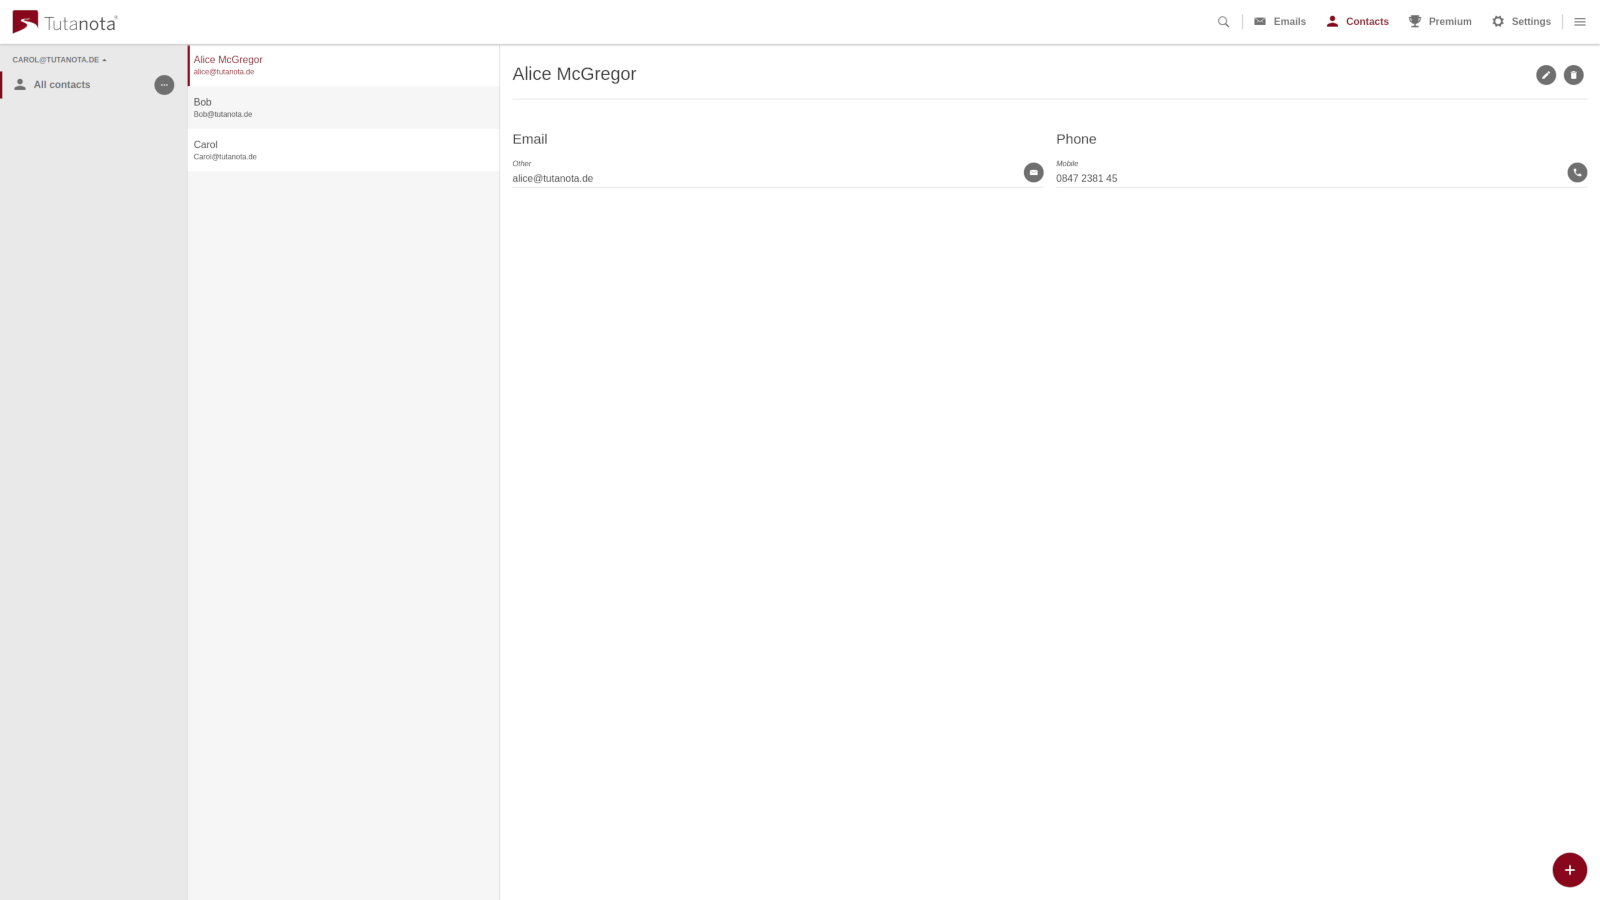 Tutanota®
Emails
Contacts
Premium
Settings
CAROL@TUTANOTA.DE
All contacts
Alice McGregor
alice@tutanota.de
Bob
Bob@tutanota.de
Carol
Carol@tutanota.de
Alice McGregor
Email
Other
alice@tutanota.de
Phone
Mobile
0847 2381 45